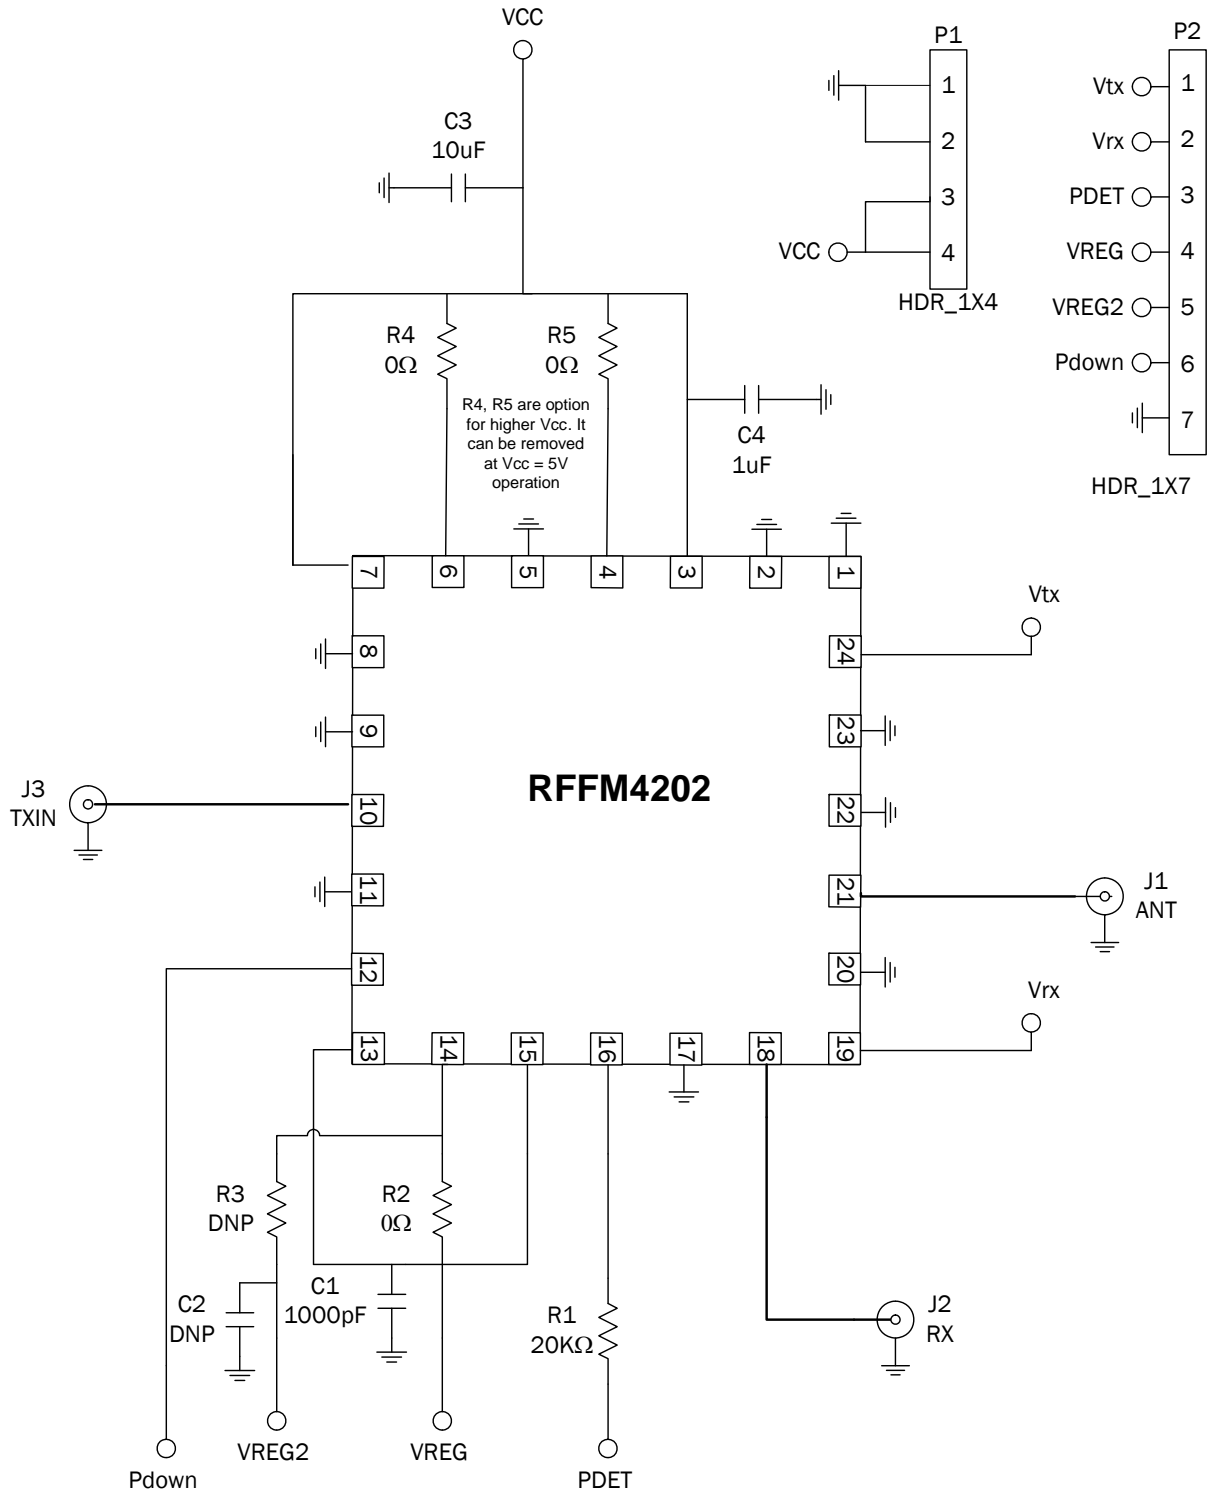 VCC
P1
P2
C3
10uF
1
2
3
4
VCC
HDR_1X4
Vtx
1
Vrx
2
PDET
3
VREG
4
VREG2
5
Pdown
6
7
HDR_1X7
R4
0Ω
R5
0Ω
R4, R5 are option
for higher Vcc. It
can be removed
at Vcc = 5V
operation
C4
1uF
7
6
5
4
3
2
1
8
9
10
11
12
24
23
22
21
20
Vtx
RFFM4202
J3
TXIN
J1
ANT
Vrx
13
14
15
16
17
18
19
R3
DNP
R2
0Ω
C2
DNP
C1
1000pF
R1
20KΩ
J2
RX
VREG2
VREG
Pdown
PDET